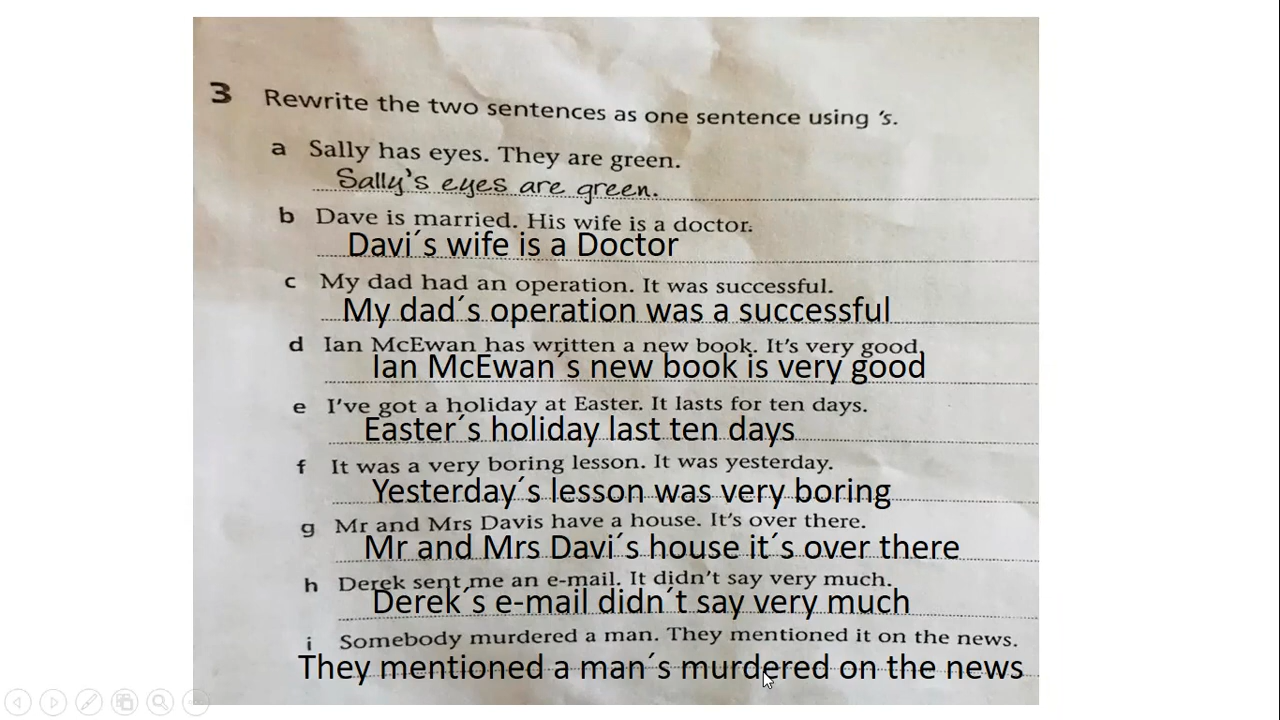 3 Rewrite the two sentences as one sentence using 's.
a Sally has eyes. They are green.
Sally's eyes are green.
b Dave is married. His wife is a doctor.
Davi´s wife is a Doctor
c My dad had an operation. It was successful.
My dad´s operation was a successful
d Ian McEwan has written a new book. It's very good.
Ian McEwan´s new book is very good
e I've got a holiday at Easter. It lasts for ten days.
Easter´s holiday last ten days
f It was a very boring lesson. It was yesterday.
Yesterday´s lesson was very boring
g Mr and Mrs Davis have a house. It's over there.
Mr and Mrs Davi´s house it´s over there
h Derek sent me an e-mail. It didn't say very much.
Derek´s e-mail didn´t say very much
i Somebody murdered a man. They mentioned it on the news.
They mentioned a man´s murdered on the news